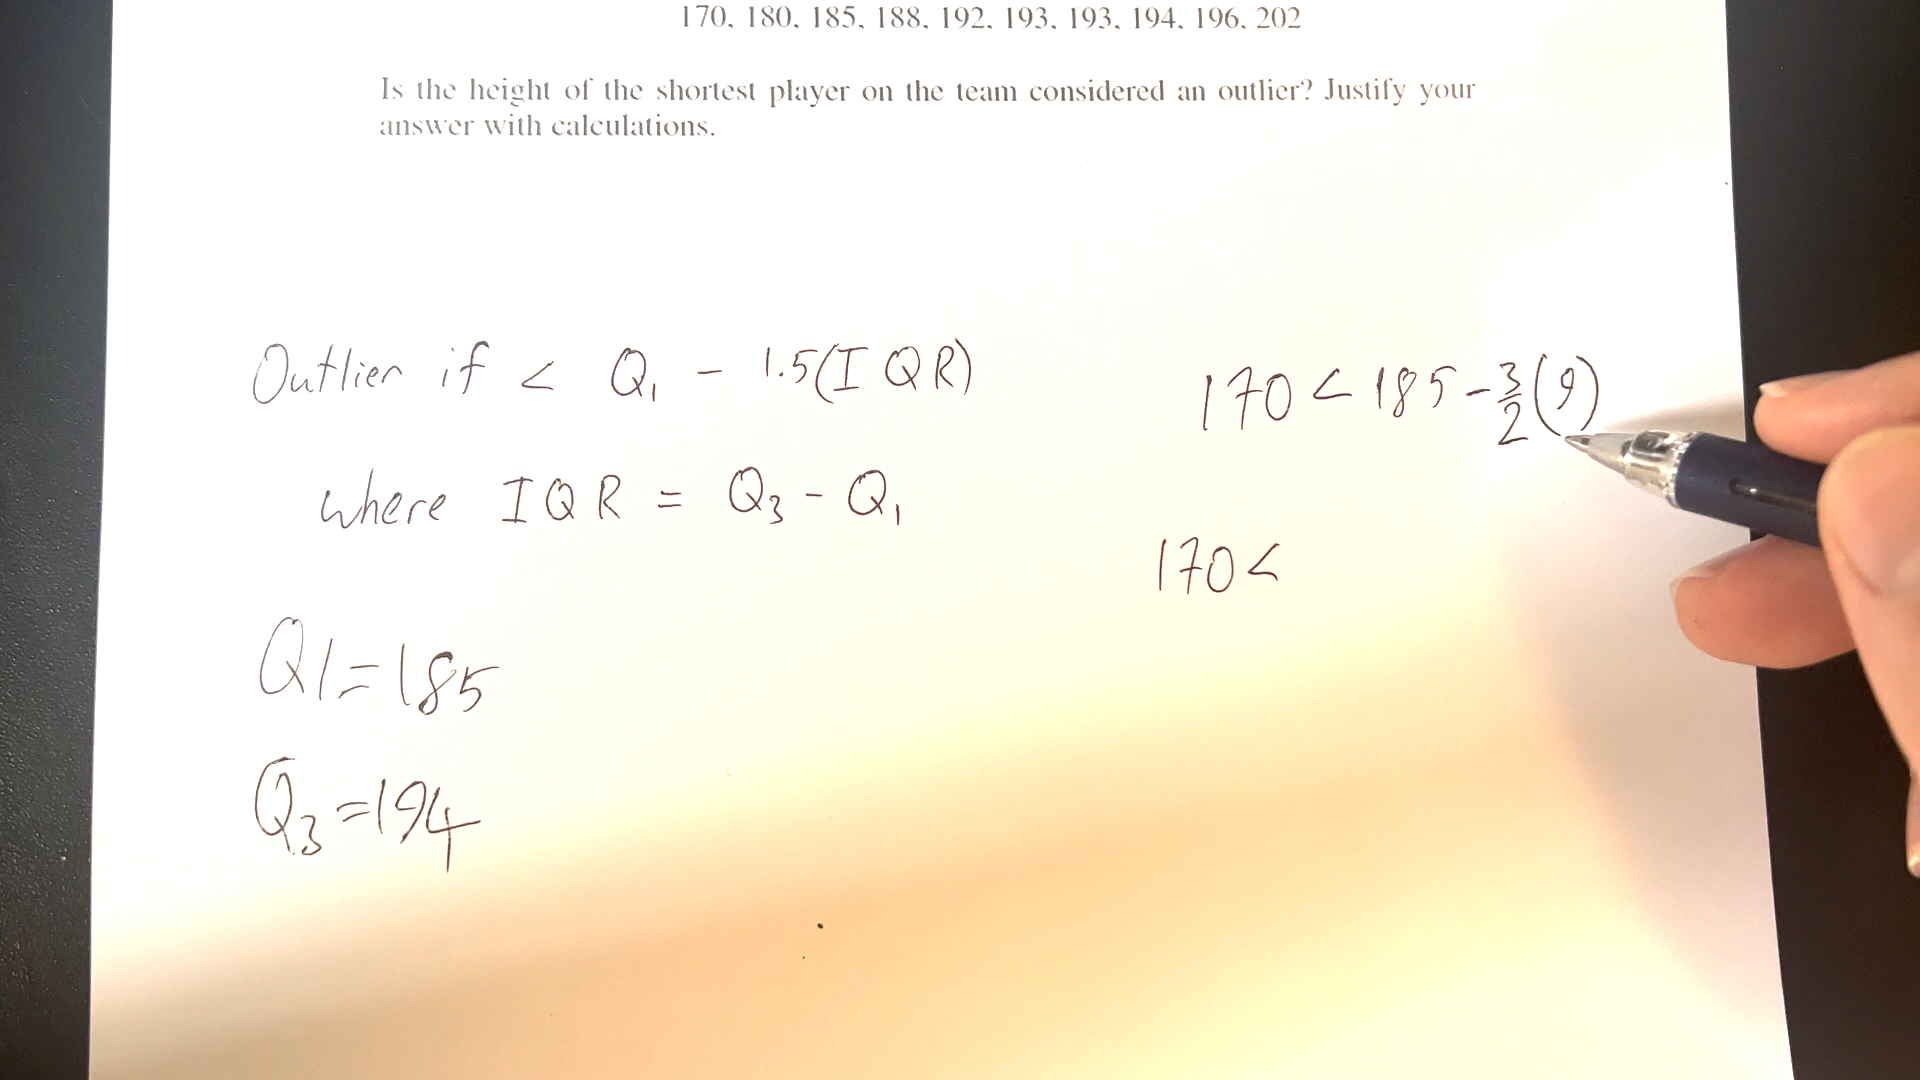 170, 180, 185, 188, 192, 193, 193, 194, 196, 202
Is the height of the shortest player on the team considered an outlier? Justify your
answer with calculations.
Outlier if < Q₁ - 1.5(IQR)
where IQR = Q₃ - Q₁
Q1=185
Q₃=194
170<185-3/2(9)
170<